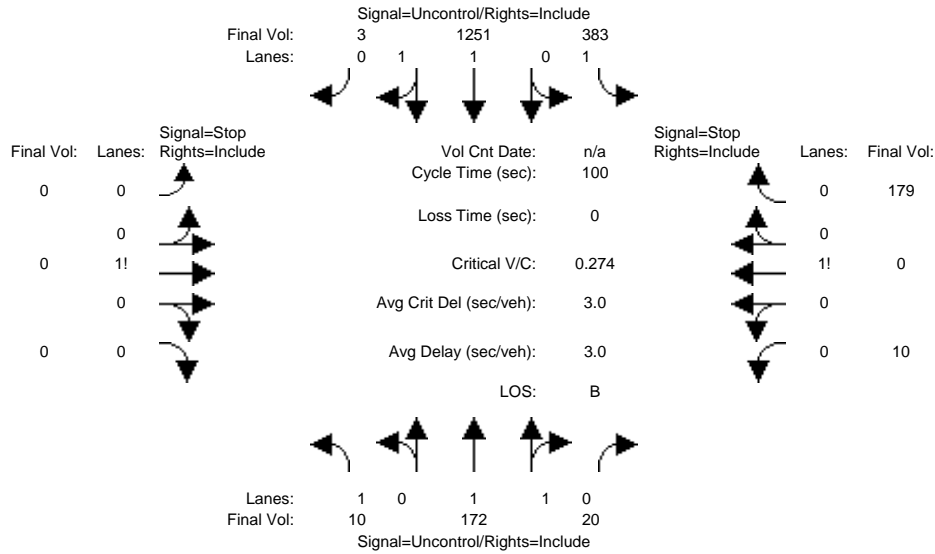 Signal=Uncontrol/Rights=Include
Final Vol: 3 1251 383
Lanes: 0 1 1 0 1
Signal=Stop Signal=Stop
Final Vol: Lanes: Rights=Include Vol Cnt Date: n/a Rights=Include Lanes: Final Vol:
Cycle Time (sec): 100
0 0 0 179
Loss Time (sec): 0
0 0
0 1! Critical V/C: 0.274 1! 0
0 Avg Crit Del (sec/veh): 3.0 0
0 0 Avg Delay (sec/veh): 3.0 0 10
LOS: B
Lanes: 1 0 1 1 0
Final Vol: 10 172 20
Signal=Uncontrol/Rights=Include